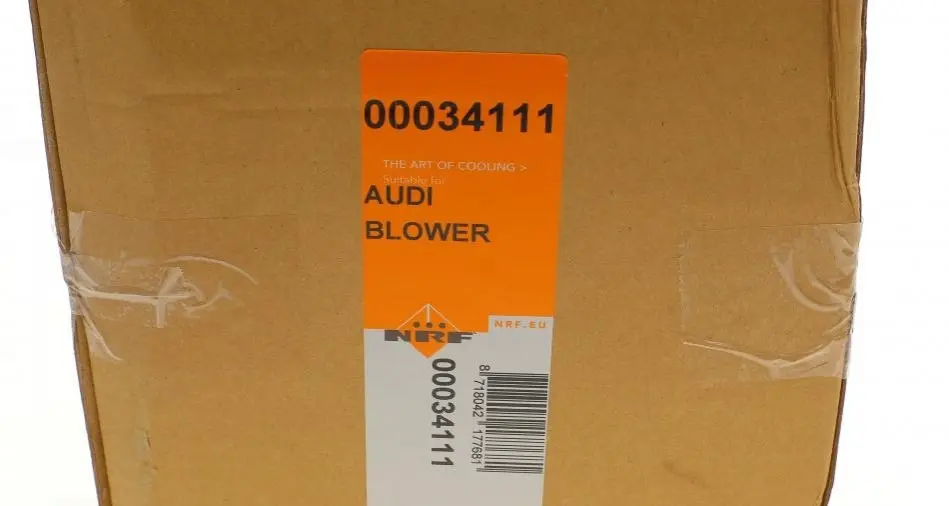 00034111
THE ART OF COOLING >
Suitable For
AUDI
BLOWER
NRF.EU
NRF
00034111
8 718042 177681